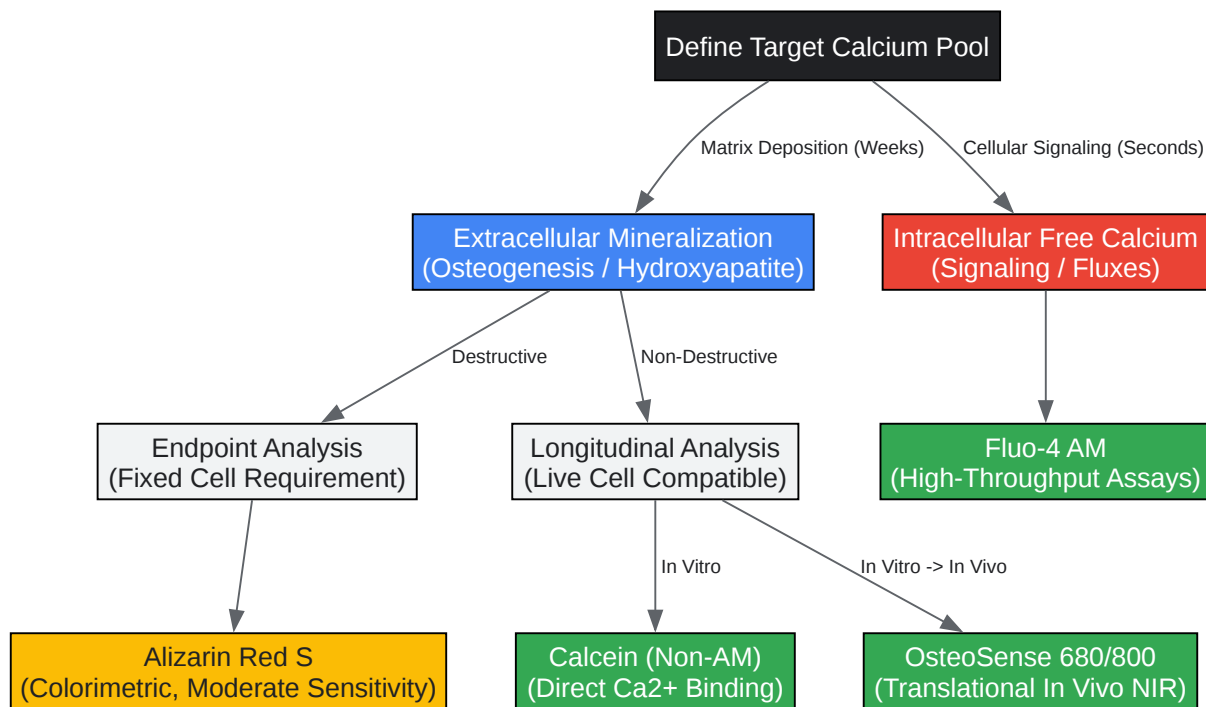 Define Target Calcium Pool
Matrix Deposition (Weeks)
Cellular Signaling (Seconds)
Extracellular Mineralization
(Osteogenesis / Hydroxyapatite)
Intracellular Free Calcium
(Signaling / Fluxes)
Destructive
Non-Destructive
Endpoint Analysis
(Fixed Cell Requirement)
Longitudinal Analysis
(Live Cell Compatible)
Fluo-4 AM
(High-Throughput Assays)
In Vitro
In Vitro -> In Vivo
Alizarin Red S
(Colorimetric, Moderate Sensitivity)
Calcein (Non-AM)
(Direct Ca2+ Binding)
OsteoSense 680/800
(Translational In Vivo NIR)